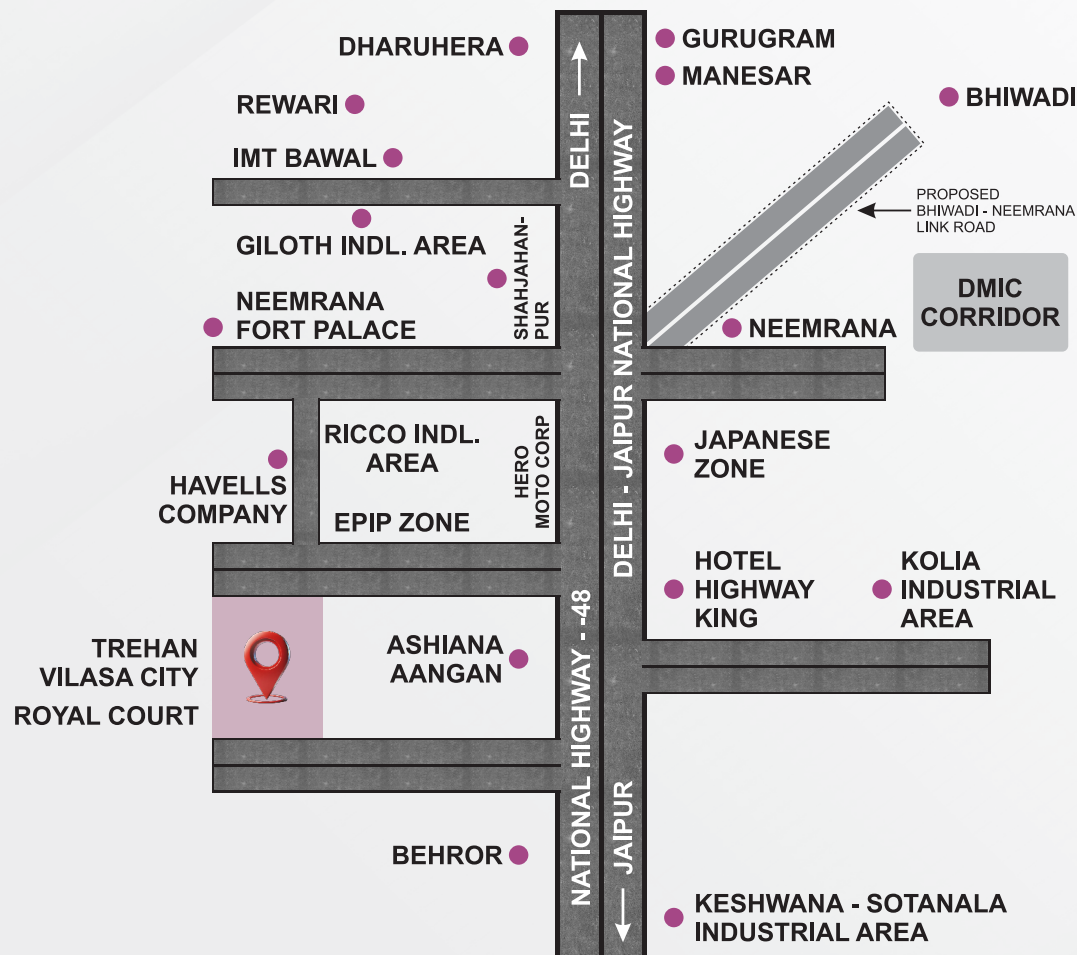 DHARUHERA
GURUGRAM
MANESAR
REWARI
BHIWADI
IMT BAWAL
DELHI
DELHI - JAIPUR NATIONAL HIGHWAY
PROPOSED
BHIWADI - NEEMRANA
LINK ROAD
GILOTH INDL. AREA
SHAHJAHAN-
PUR
DMIC
CORRIDOR
NEEMRANA
FORT PALACE
NEEMRANA
RICCO INDL.
AREA
HERO
MOTO CORP
JAPANESE
ZONE
HAVELLS
COMPANY
EPIP ZONE
HOTEL
HIGHWAY
KING
KOLIA
INDUSTRIAL
AREA
NATIONAL HIGHWAY - -48
TREHAN
VILASA CITY
ROYAL COURT
ASHIANA
AANGAN
JAIPUR
BEHROR
KESHWANA - SOTANALA
INDUSTRIAL AREA